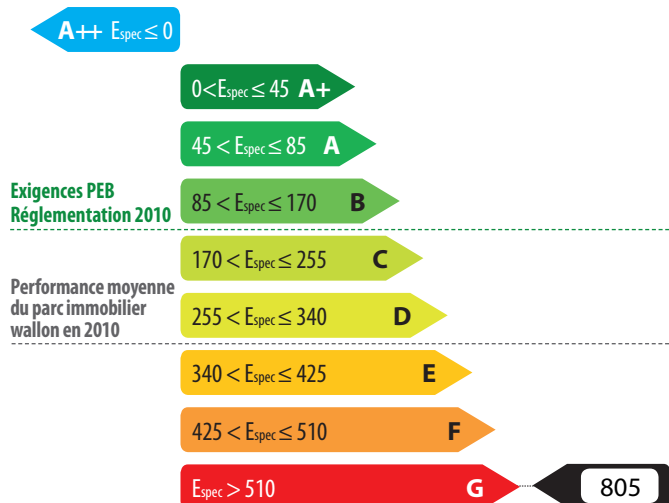 A++ Espec ≤ 0
0<Espec ≤ 45 A+
45 < Espec ≤ 85 A
Exigences PEB
Réglementation 2010
85 < Espec ≤ 170 B
170 < Espec ≤ 255 C
Performance moyenne
du parc immobilier
wallon en 2010
255 < Espec ≤ 340 D
340 < Espec ≤ 425 E
425 < Espec ≤ 510 F
Espec > 510 G
805